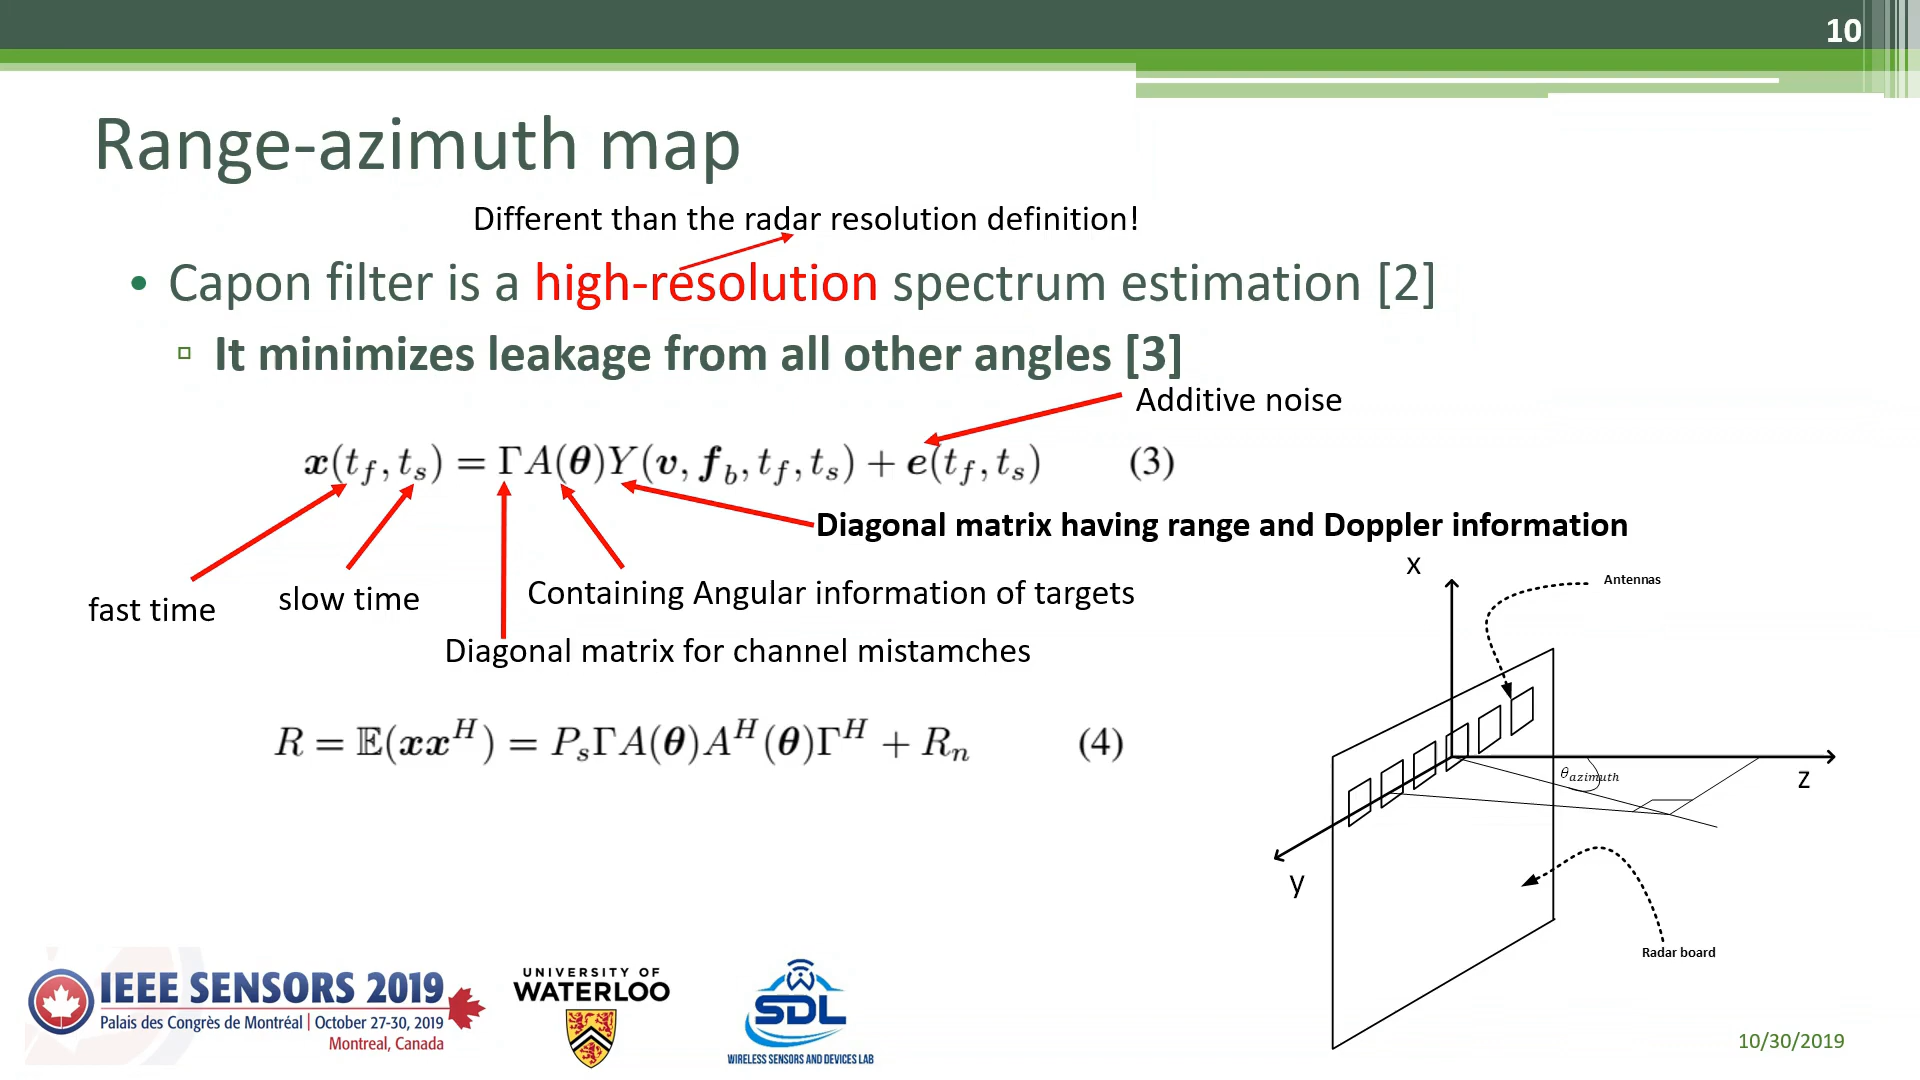 10
Range-azimuth map
Different than the radar resolution definition!
• Capon filter is a high-resolution spectrum estimation [2]
▫ It minimizes leakage from all other angles [3]
Additive noise
𝒙(t_f, t_s) = ΓA(𝜽)Y(𝒗, 𝒇_b, t_f, t_s) + 𝒆(t_f, t_s) (3)
Diagonal matrix having range and Doppler information
fast time
slow time
Containing Angular information of targets
Diagonal matrix for channel mistamches
R = 𝔼(𝒙𝒙^H) = P_sΓA(𝜽)A^H(𝜽)Γ^H + R_n (4)
x
Antennas
θ_azimuth
z
y
Radar board
IEEE SENSORS 2019
Palais des Congrès de Montréal | October 27-30, 2019
Montreal, Canada
UNIVERSITY OF
WATERLOO
SDL
WIRELESS SENSORS AND DEVICES LAB
10/30/2019